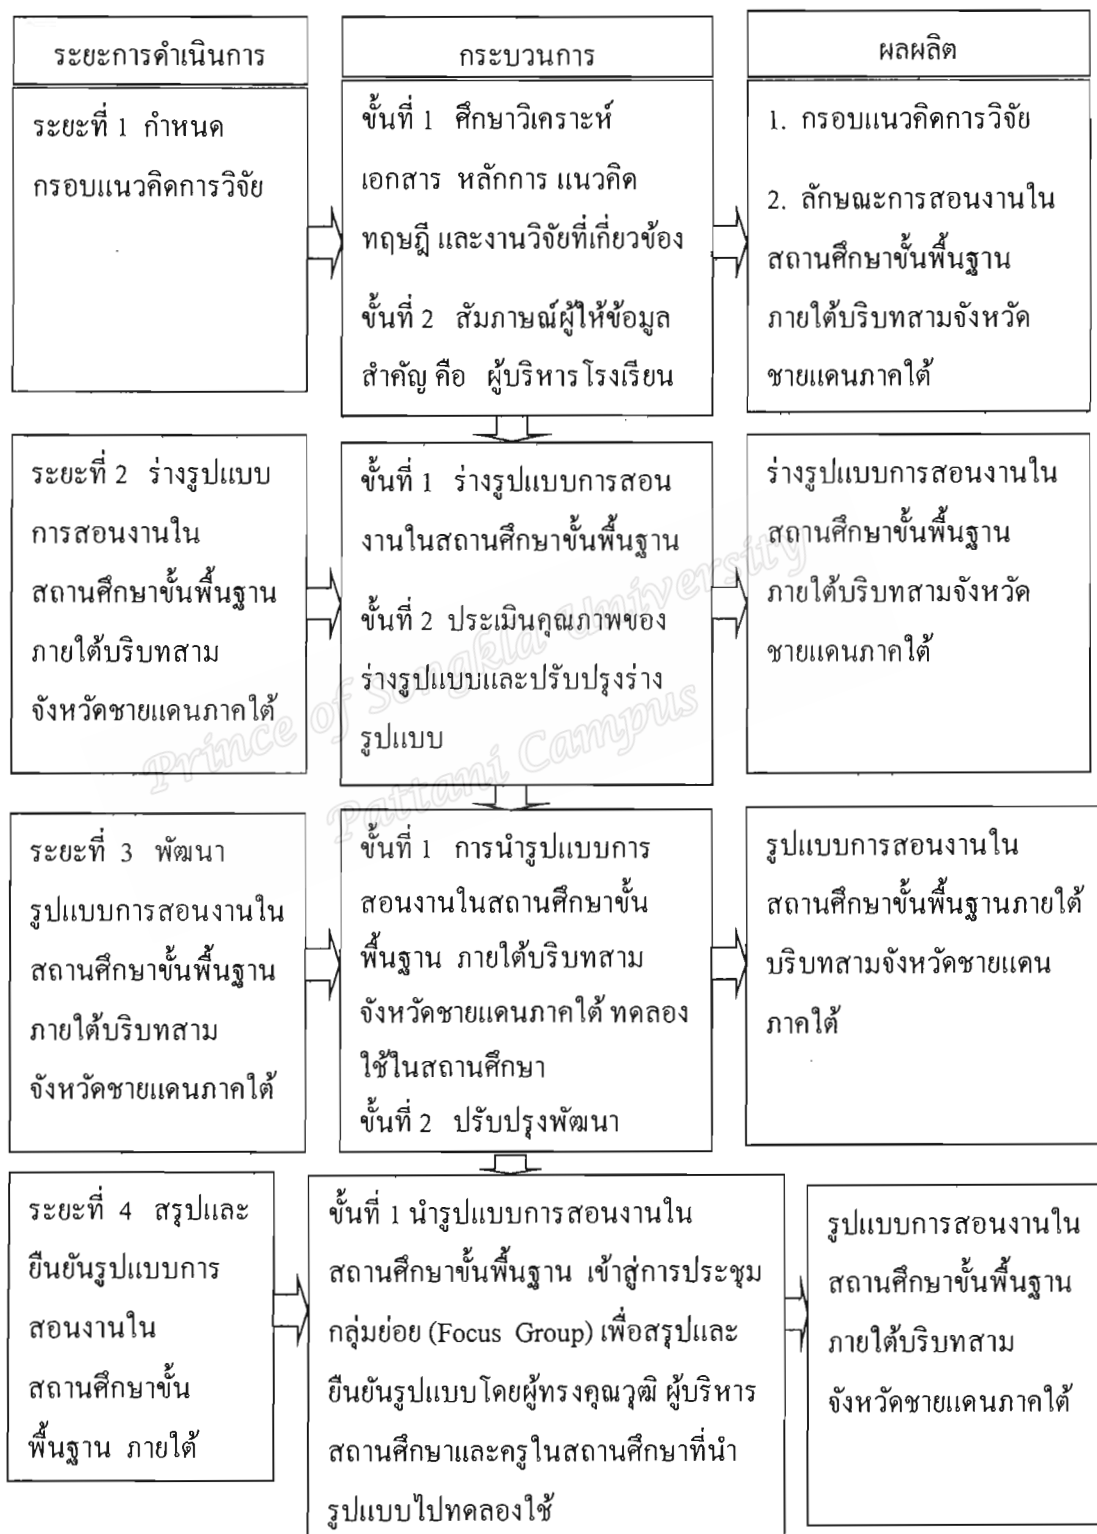 ระยะการดำเนินการ
กระบวนการ
ผลผลิต
ระยะที่ 1 กำหนด
กรอบแนวคิดการวิจัย
ขั้นที่ 1 ศึกษาวิเคราะห์
เอกสาร หลักการ แนวคิด
ทฤษฎี และงานวิจัยที่เกี่ยวข้อง
ขั้นที่ 2 สัมภาษณ์ผู้ให้ข้อมูล
สำคัญ คือ ผู้บริหารโรงเรียน
1. กรอบแนวคิดการวิจัย
2. ลักษณะการสอนงานใน
สถานศึกษาขั้นพื้นฐาน
ภายใต้บริบทสามจังหวัด
ชายแดนภาคใต้
ระยะที่ 2 ร่างรูปแบบ
การสอนงานใน
สถานศึกษาขั้นพื้นฐาน
ภายใต้บริบทสาม
จังหวัดชายแดนภาคใต้
ขั้นที่ 1 ร่างรูปแบบการสอน
งานในสถานศึกษาขั้นพื้นฐาน
ขั้นที่ 2 ประเมินคุณภาพของ
ร่างรูปแบบและปรับปรุงร่าง
รูปแบบ
ร่างรูปแบบการสอนงานใน
สถานศึกษาขั้นพื้นฐาน
ภายใต้บริบทสามจังหวัด
ชายแดนภาคใต้
Prince of Songkla University
Pattani Campus
ระยะที่ 3 พัฒนา
รูปแบบการสอนงานใน
สถานศึกษาขั้นพื้นฐาน
ภายใต้บริบทสาม
จังหวัดชายแดนภาคใต้
ขั้นที่ 1 การนำรูปแบบการ
สอนงานในสถานศึกษาขั้น
พื้นฐาน ภายใต้บริบทสาม
จังหวัดชายแดนภาคใต้ ทดลอง
ใช้ในสถานศึกษา
ขั้นที่ 2 ปรับปรุงพัฒนา
รูปแบบการสอนงานใน
สถานศึกษาขั้นพื้นฐานภายใต้
บริบทสามจังหวัดชายแดน
ภาคใต้
ระยะที่ 4 สรุปและ
ยืนยันรูปแบบการ
สอนงานใน
สถานศึกษาขั้น
พื้นฐาน ภายใต้
ขั้นที่ 1 นำรูปแบบการสอนงานใน
สถานศึกษาขั้นพื้นฐาน เข้าสู่การประชุม
กลุ่มย่อย (Focus Group) เพื่อสรุปและ
ยืนยันรูปแบบโดยผู้ทรงคุณวุฒิ ผู้บริหาร
สถานศึกษาและครูในสถานศึกษาที่นำ
รูปแบบไปทดลองใช้
รูปแบบการสอนงานใน
สถานศึกษาขั้นพื้นฐาน
ภายใต้บริบทสาม
จังหวัดชายแดนภาคใต้